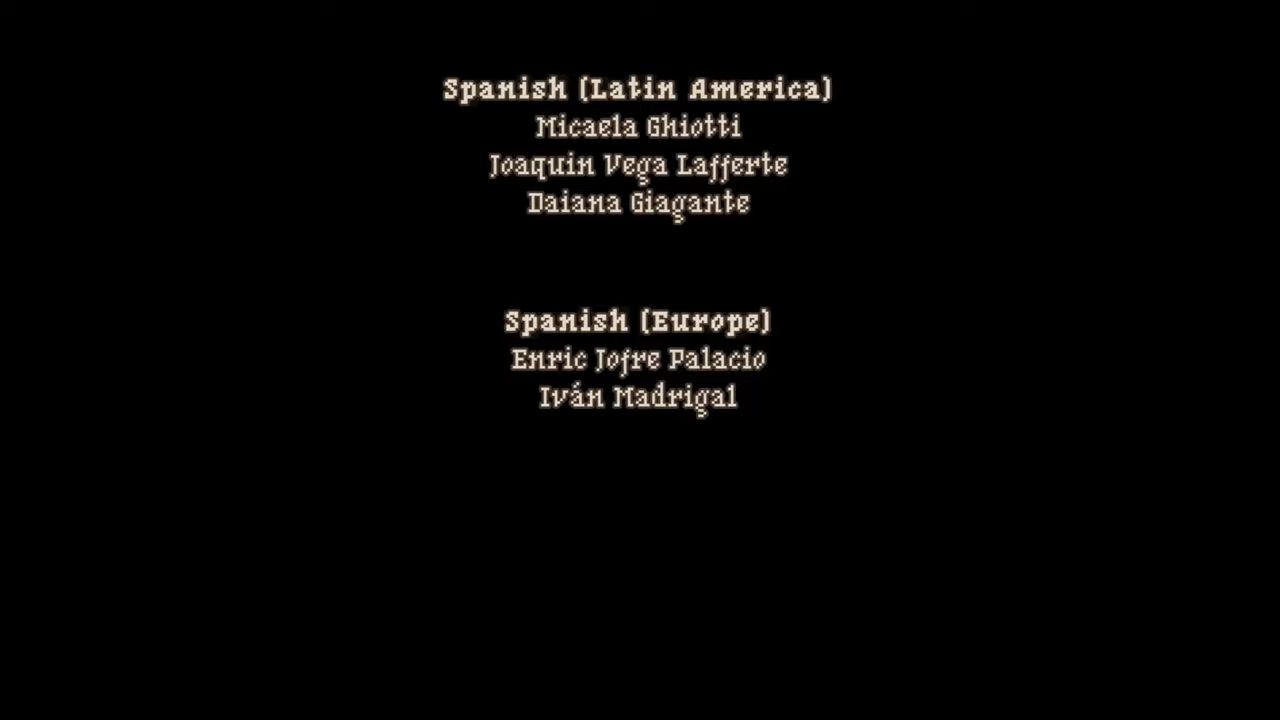 Spanish (Latin America)
Micaela Ghiotti
Joaquin Vega Lafferte
Daiana Giagante
Spanish (Europe)
Enric Jofre Palacio
Iván Madrigal